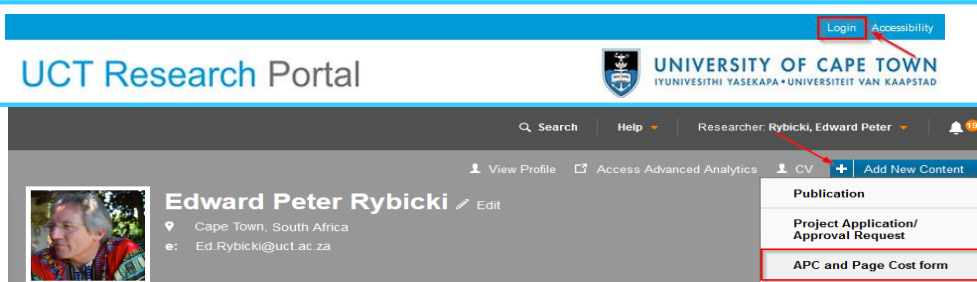 Login Accessibility
UCT Research Portal
UNIVERSITY OF CAPE TOWN
IYUNIVESITHI YASEKAPA • UNIVERSITEIT VAN KAAPSTAD
Search Help Researcher: Rybicki, Edward Peter 19
View Profile Access Advanced Analytics CV + Add New Content
Edward Peter Rybicki Edit
Cape Town, South Africa
e: Ed.Rybicki@uct.ac.za
Publication
Project Application/
Approval Request
APC and Page Cost form